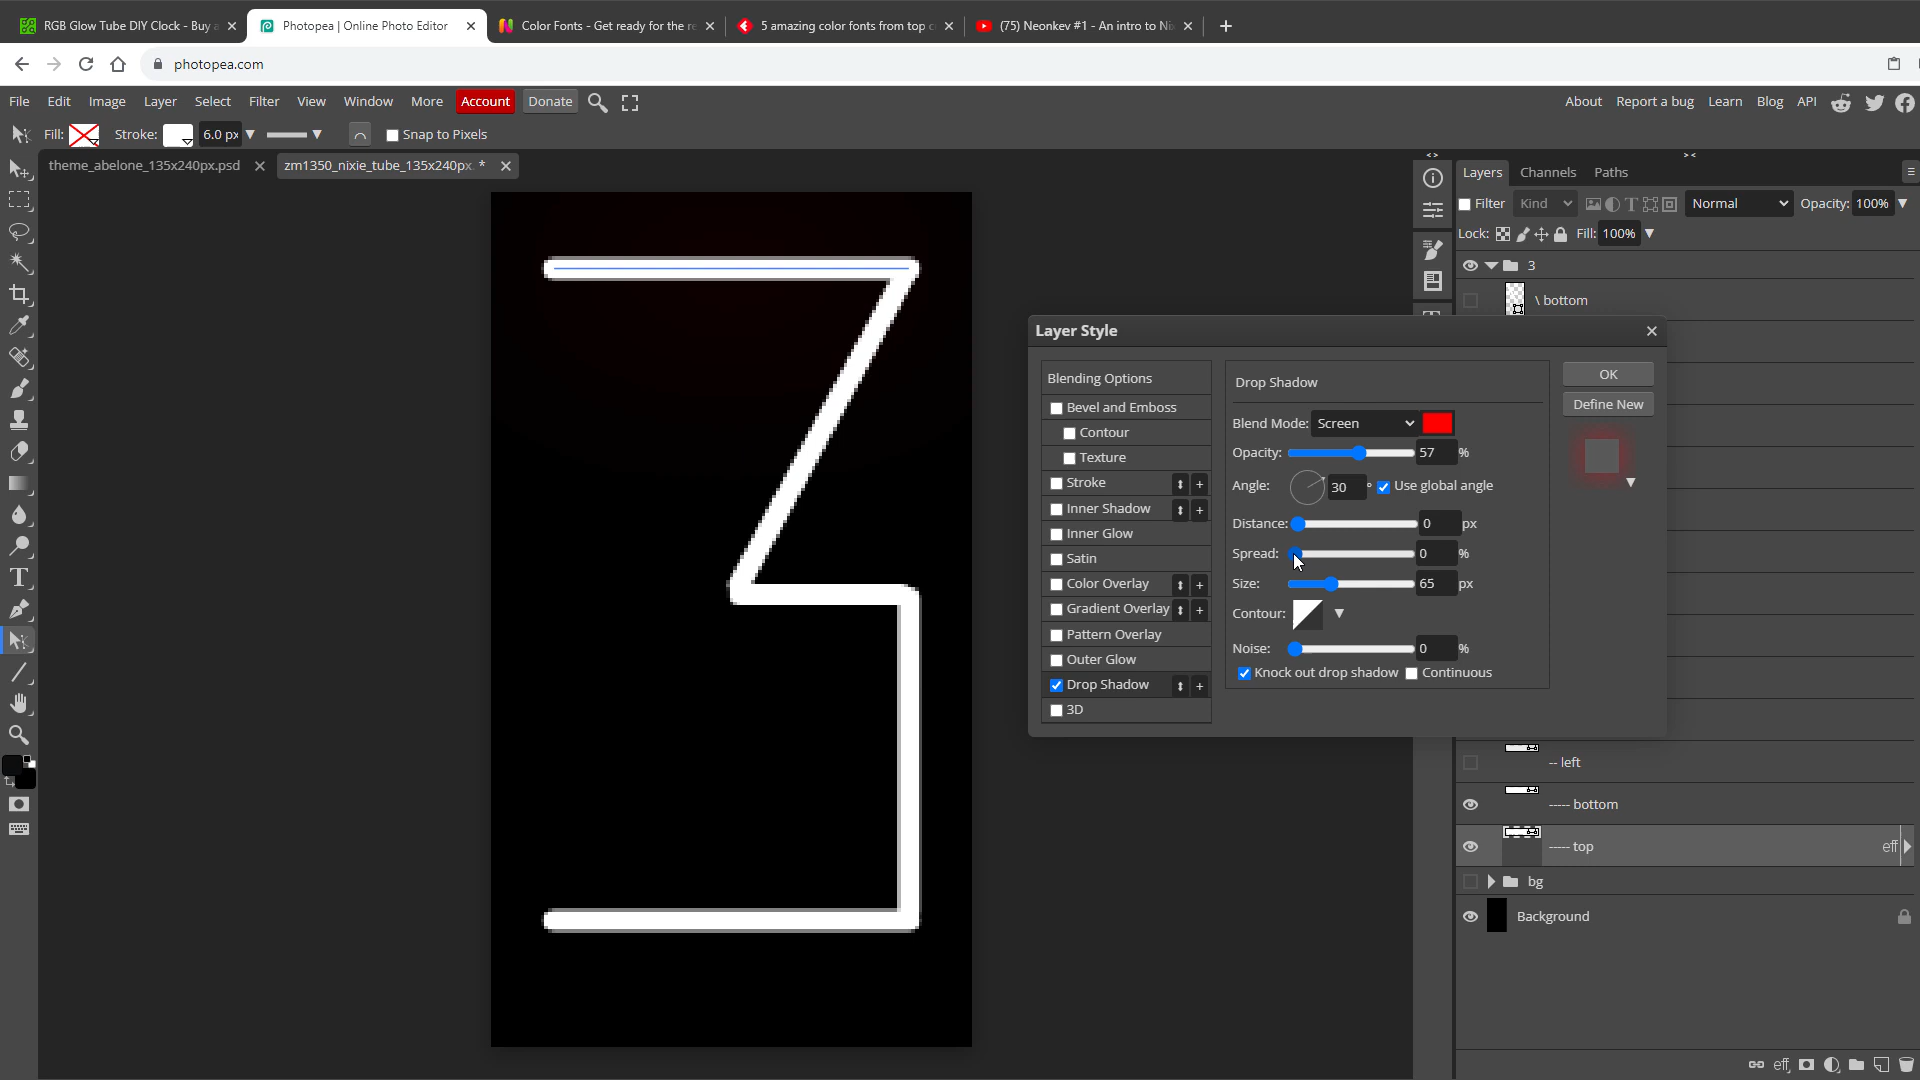 RGB Glow Tube DIY Clock - Buy a
Photopea | Online Photo Editor
Color Fonts - Get ready for the re
5 amazing color fonts from top c
(75) Neonkev #1 - An intro to Nix
photopea.com
File Edit Image Layer Select Filter View Window More Account Donate
About Report a bug Learn Blog API
Fill: Stroke: 6.0 px Snap to Pixels
theme_abelone_135x240px.psd
zm1350_nixie_tube_135x240px. *
Layers Channels Paths
Filter Kind Normal Opacity: 100%
Lock: Fill: 100%
3
\ bottom
Layer Style
Blending Options
Bevel and Emboss
Contour
Texture
Stroke
Inner Shadow
Inner Glow
Satin
Color Overlay
Gradient Overlay
Pattern Overlay
Outer Glow
Drop Shadow
3D
Drop Shadow
Blend Mode: Screen
Opacity: 57 %
Angle: 30 ° Use global angle
Distance: 0 px
Spread: 0 %
Size: 65 px
Contour:
Noise: 0 %
Knock out drop shadow Continuous
OK
Define New
-- left
----- bottom
----- top eff
bg
Background
eff